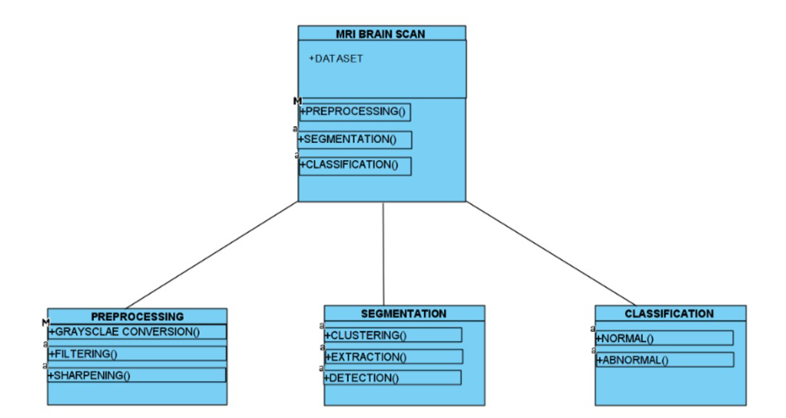 MRI BRAIN SCAN
+DATASET
M
+PREPROCESSING()
a
+SEGMENTATION()
a
+CLASSIFICATION()
PREPROCESSING
M
+GRAYSCLAE CONVERSION()
a
+FILTERING()
a
+SHARPENING()
SEGMENTATION
a
+CLUSTERING()
a
+EXTRACTION()
a
+DETECTION()
CLASSIFICATION
a
+NORMAL()
a
+ABNORMAL()